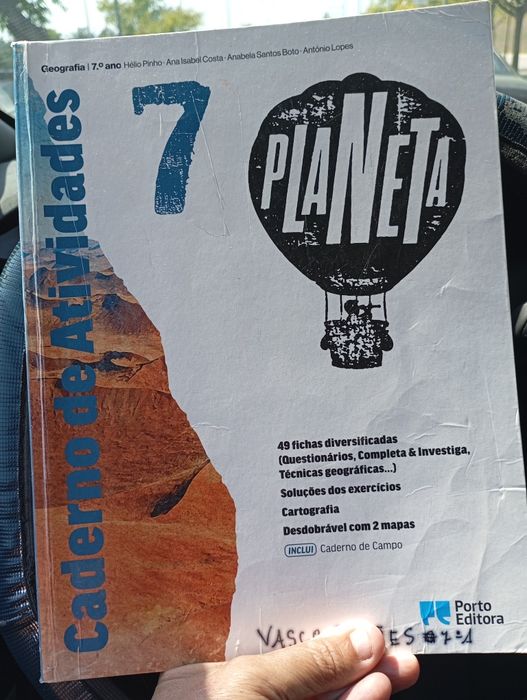 Geografia | 7.º ano Hélio Pinho · Ana Isabel Costa · Anabela Santos Boto · António Lopes
7
PLANETA
Caderno de Atividades
49 fichas diversificadas
(Questionários, Completa & Investiga,
Técnicas geográficas...)
Soluções dos exercícios
Cartografia
Desdobrável com 2 mapas
INCLUI Caderno de Campo
Porto
Editora